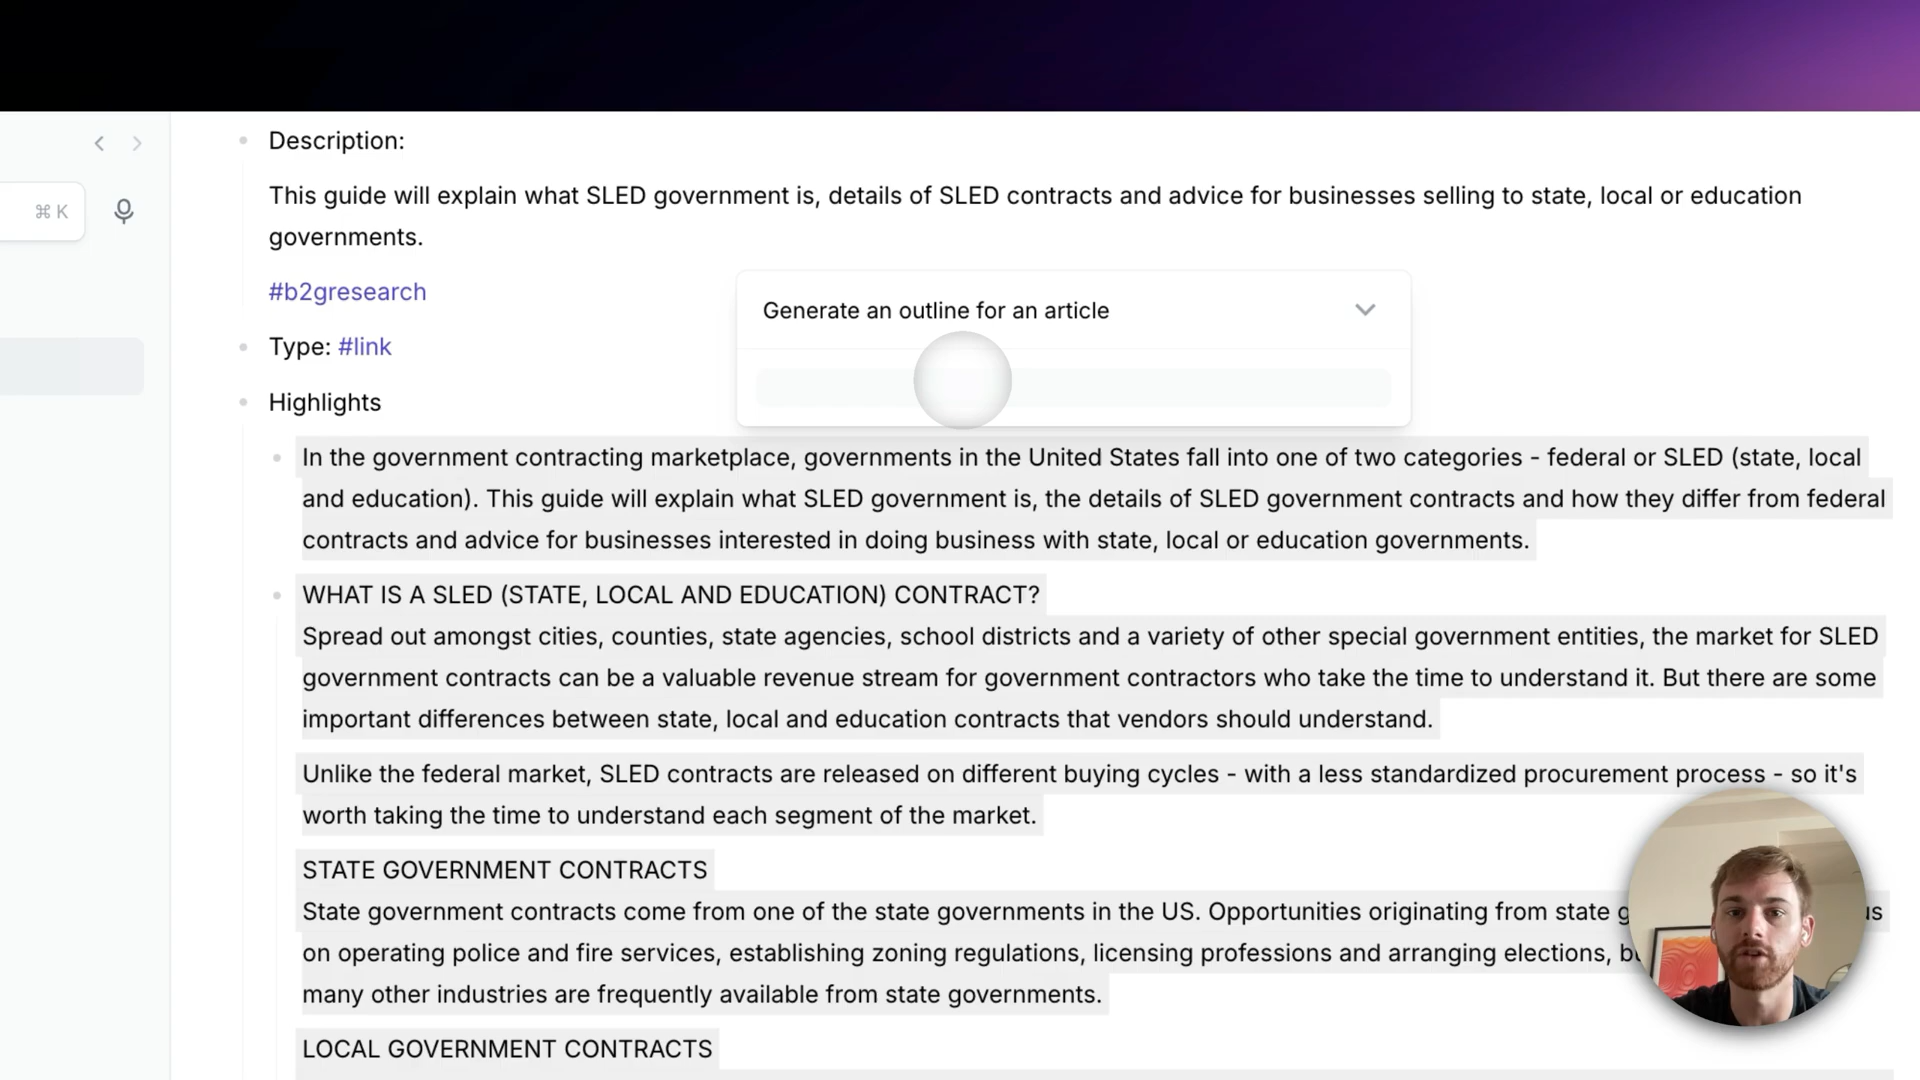 Description:
This guide will explain what SLED government is, details of SLED contracts and advice for businesses selling to state, local or education
governments.
⌘ K
#b2gresearch
Generate an outline for an article
Type: #link
Highlights
In the government contracting marketplace, governments in the United States fall into one of two categories - federal or SLED (state, local
and education). This guide will explain what SLED government is, the details of SLED government contracts and how they differ from federal
contracts and advice for businesses interested in doing business with state, local or education governments.
WHAT IS A SLED (STATE, LOCAL AND EDUCATION) CONTRACT?
Spread out amongst cities, counties, state agencies, school districts and a variety of other special government entities, the market for SLED
government contracts can be a valuable revenue stream for government contractors who take the time to understand it. But there are some
important differences between state, local and education contracts that vendors should understand.
Unlike the federal market, SLED contracts are released on different buying cycles - with a less standardized procurement process - so it's
worth taking the time to understand each segment of the market.
STATE GOVERNMENT CONTRACTS
State government contracts come from one of the state governments in the US. Opportunities originating from state
on operating police and fire services, establishing zoning regulations, licensing professions and arranging elections,
many other industries are frequently available from state governments.
LOCAL GOVERNMENT CONTRACTS